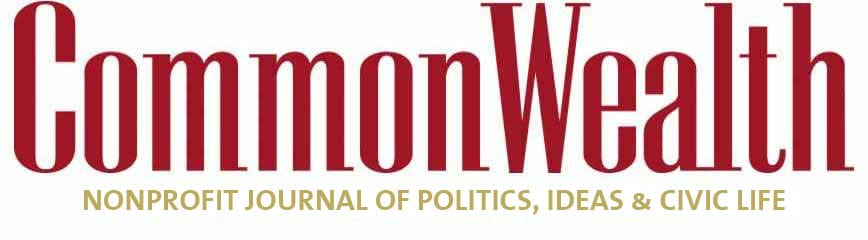 CommonWealth
NONPROFIT JOURNAL OF POLITICS, IDEAS & CIVIC LIFE